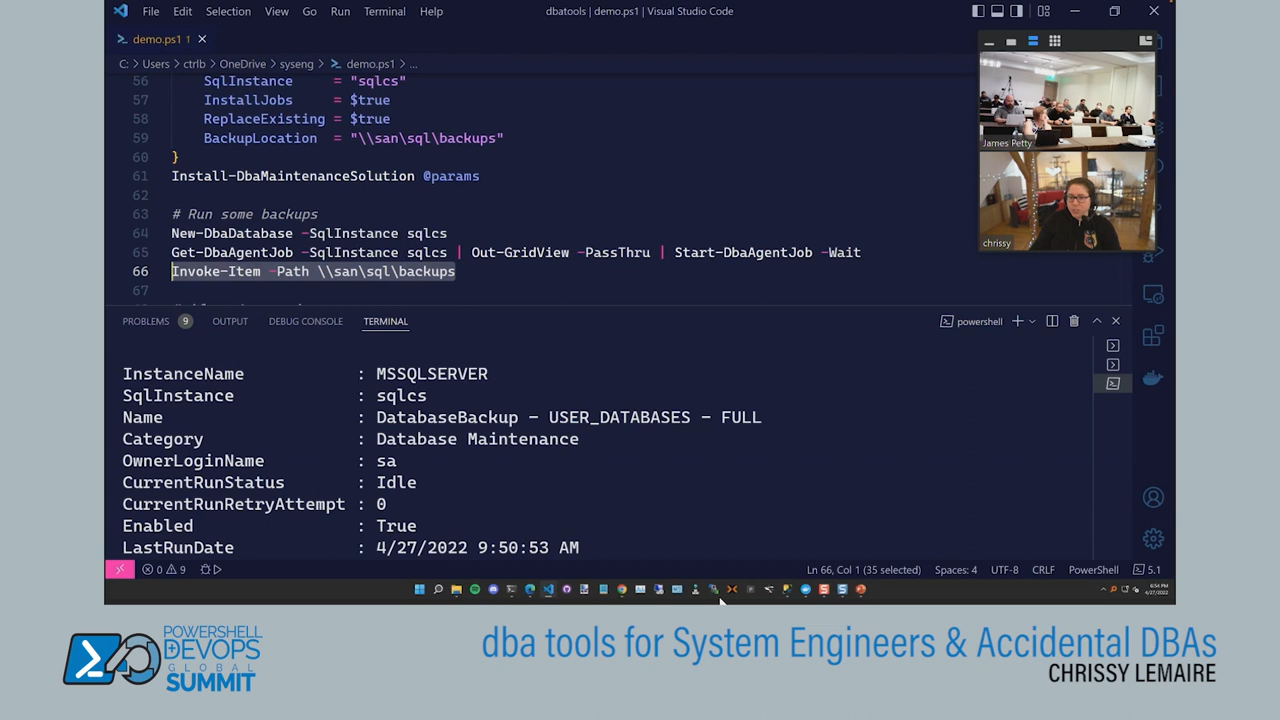 File Edit Selection View Go Run Terminal Help
dbatools | demo.ps1 | Visual Studio Code
demo.ps1 1
C: > Users > ctrlb > OneDrive > syseng > demo.ps1 > ...
56 SqlInstance = "sqlcs"
57 InstallJobs = $true
58 ReplaceExisting = $true
59 BackupLocation = "\\san\sql\backups"
60 }
61 Install-DbaMaintenanceSolution @params
62
63 # Run some backups
64 New-DbaDatabase -SqlInstance sqlcs
65 Get-DbaAgentJob -SqlInstance sqlcs | Out-GridView -PassThru | Start-DbaAgentJob -Wait
66 Invoke-Item -Path \\san\sql\backups
67
James Petty
chrissy
PROBLEMS 9 OUTPUT DEBUG CONSOLE TERMINAL
powershell
InstanceName : MSSQLSERVER
SqlInstance : sqlcs
Name : DatabaseBackup - USER_DATABASES - FULL
Category : Database Maintenance
OwnerLoginName : sa
CurrentRunStatus : Idle
CurrentRunRetryAttempt : 0
Enabled : True
LastRunDate : 4/27/2022 9:50:53 AM
0 9
Ln 66, Col 1 (35 selected) Spaces: 4 UTF-8 CRLF PowerShell 5.1
6:54 PM
4/27/2022
POWERSHELL
DEVOPS
GLOBAL
SUMMIT
dba tools for System Engineers & Accidental DBAs
CHRISSY LEMAIRE